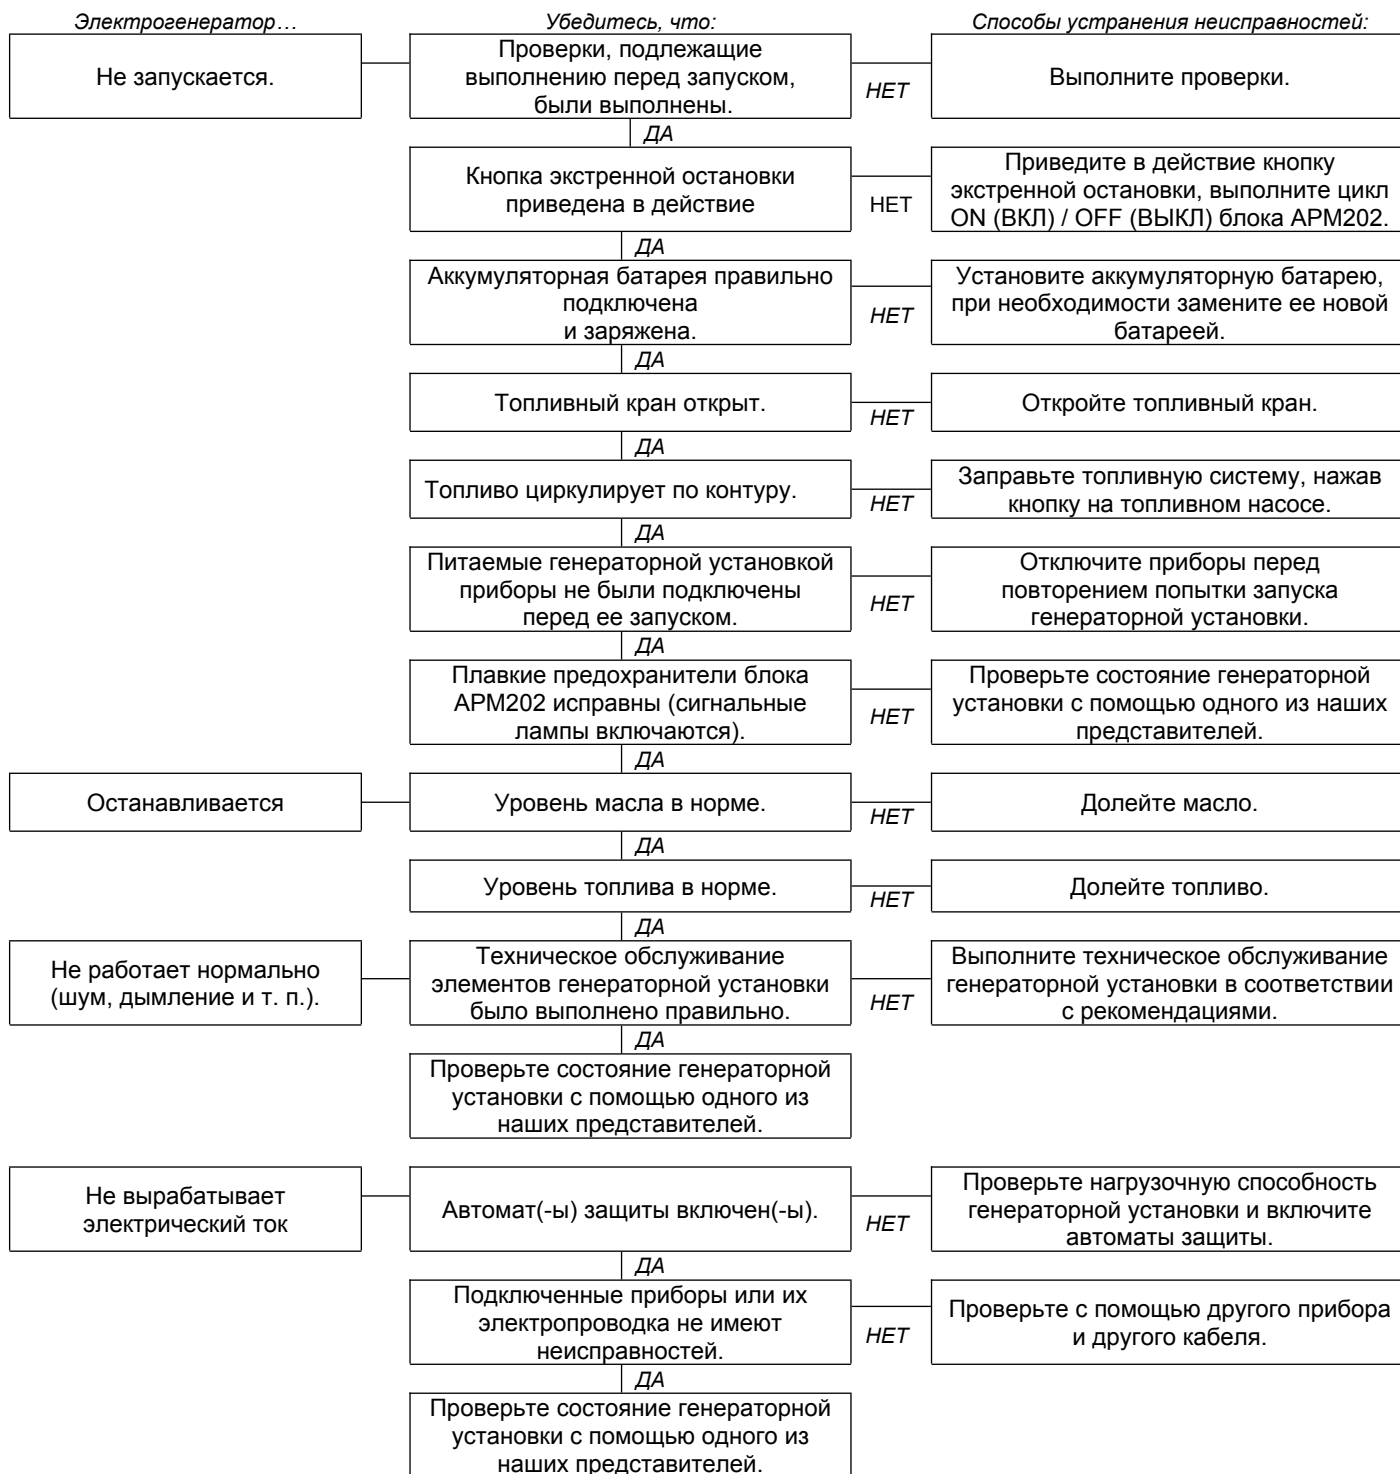 Электрогенератор…
Убедитесь, что:
Способы устранения неисправностей:
Не запускается.
Проверки, подлежащие
выполнению перед запуском,
были выполнены.
НЕТ
Выполните проверки.
ДА
Кнопка экстренной остановки
приведена в действие
НЕТ
Приведите в действие кнопку
экстренной остановки, выполните цикл
ON (ВКЛ) / OFF (ВЫКЛ) блока APM202.
ДА
Аккумуляторная батарея правильно
подключена
и заряжена.
НЕТ
Установите аккумуляторную батарею,
при необходимости замените ее новой
батареей.
ДА
Топливный кран открыт.
НЕТ
Откройте топливный кран.
ДА
Топливо циркулирует по контуру.
НЕТ
Заправьте топливную систему, нажав
кнопку на топливном насосе.
ДА
Питаемые генераторной установкой
приборы не были подключены
перед ее запуском.
НЕТ
Отключите приборы перед
повторением попытки запуска
генераторной установки.
ДА
Плавкие предохранители блока
APM202 исправны (сигнальные
лампы включаются).
НЕТ
Проверьте состояние генераторной
установки с помощью одного из наших
представителей.
ДА
Останавливается
Уровень масла в норме.
НЕТ
Долейте масло.
ДА
Уровень топлива в норме.
НЕТ
Долейте топливо.
ДА
Не работает нормально
(шум, дымление и т. п.).
Техническое обслуживание
элементов генераторной установки
было выполнено правильно.
НЕТ
Выполните техническое обслуживание
генераторной установки в соответствии
с рекомендациями.
ДА
Проверьте состояние генераторной
установки с помощью одного из
наших представителей.
Не вырабатывает
электрический ток
Автомат(-ы) защиты включен(-ы).
НЕТ
Проверьте нагрузочную способность
генераторной установки и включите
автоматы защиты.
ДА
Подключенные приборы или их
электропроводка не имеют
неисправностей.
НЕТ
Проверьте с помощью другого прибора
и другого кабеля.
ДА
Проверьте состояние генераторной
установки с помощью одного из
наших представителей.